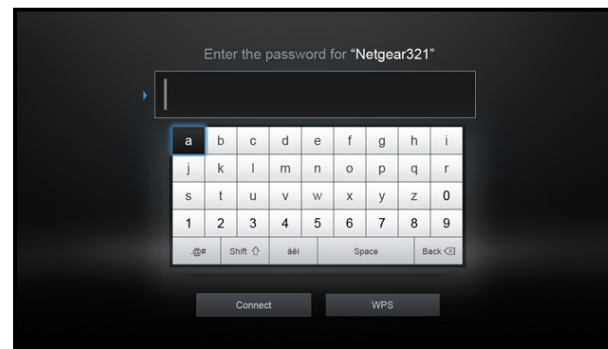 Enter the password for “Netgear321”
a b c d e f g h i
j k l m n o p q r
s t u v w x y z 0
1 2 3 4 5 6 7 8 9
.@# Shift äèí Space Back
Connect WPS